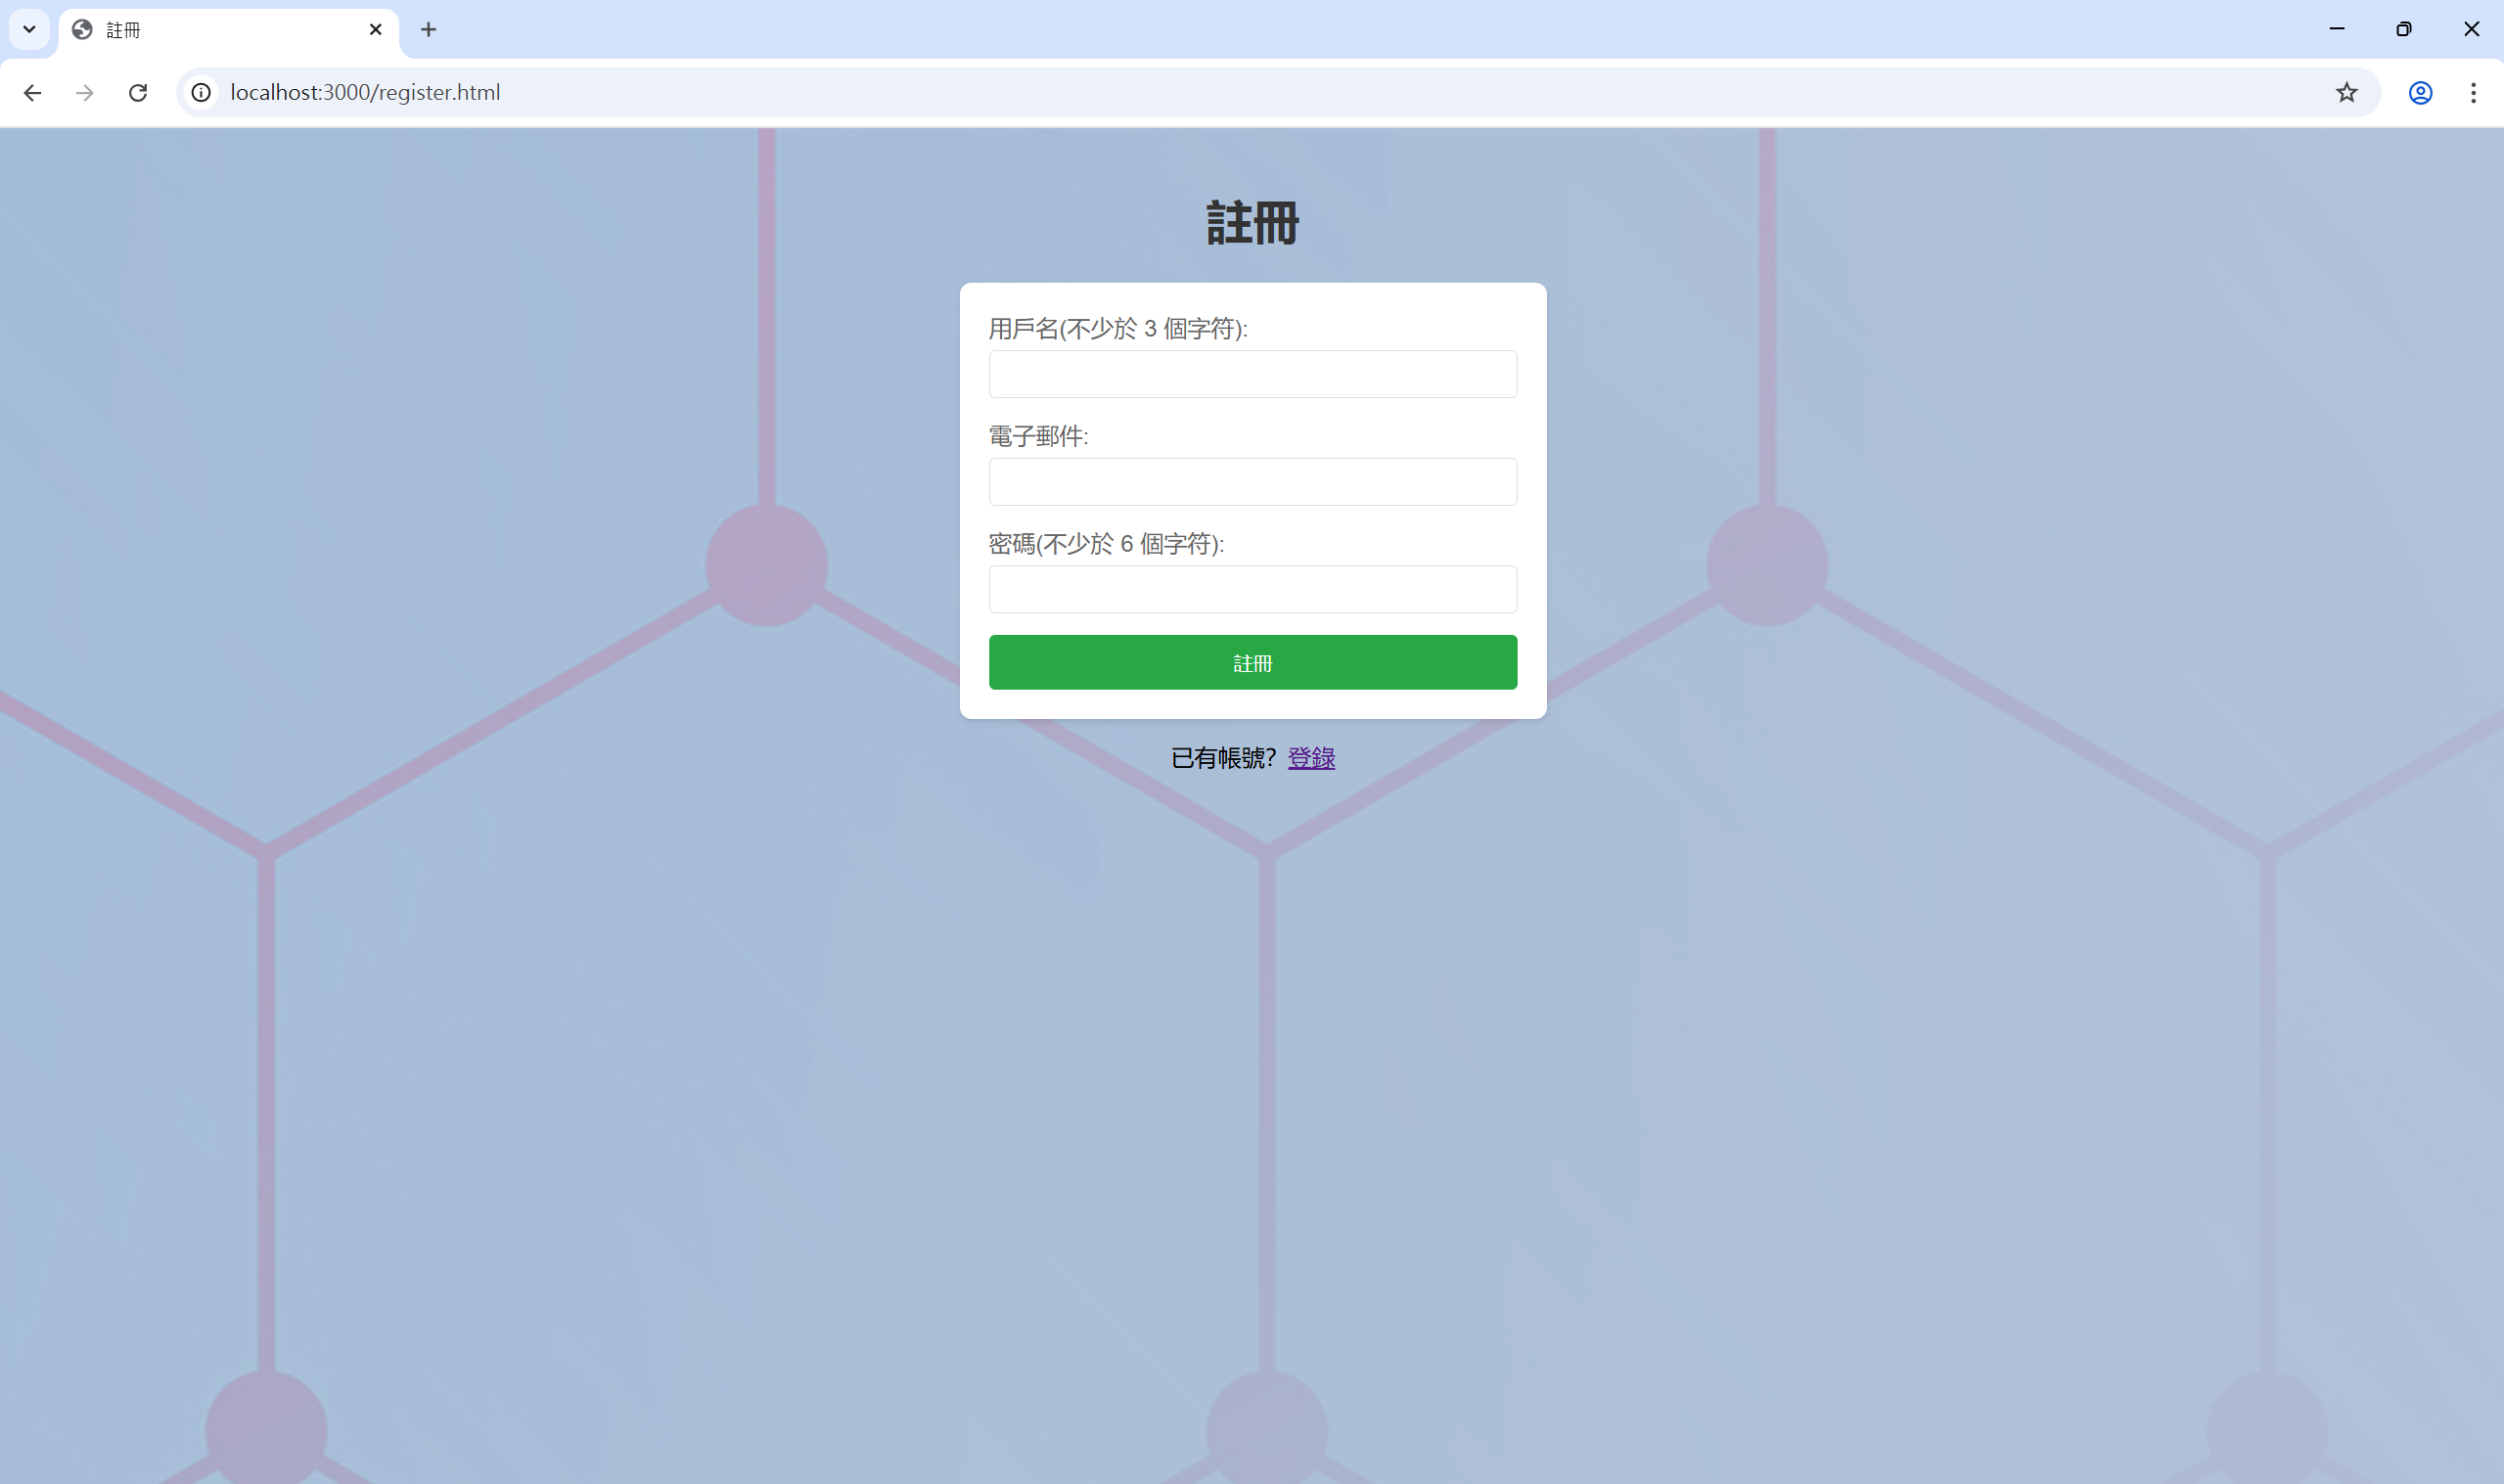 註冊
localhost:3000/register.html
註冊
用戶名(不少於 3 個字符):
電子郵件:
密碼(不少於 6 個字符):
註冊
已有帳號? 登錄